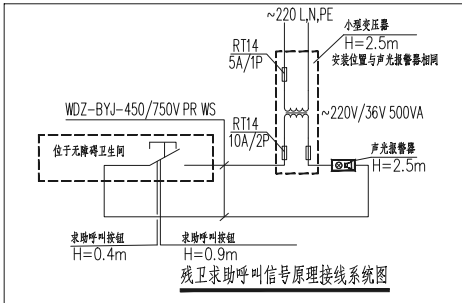 ~220 L,N,PE
小型变压器
H=2.5m
安装位置与声光报警器相同
RT14
5A/1P
WDZ-BYJ-450/750V PR WS
~220V/36V 500VA
RT14
10A/2P
位于无障碍卫生间
声光报警器
H=2.5m
求助呼叫按钮
H=0.4m
求助呼叫按钮
H=0.9m
残卫求助呼叫信号原理接线系统图